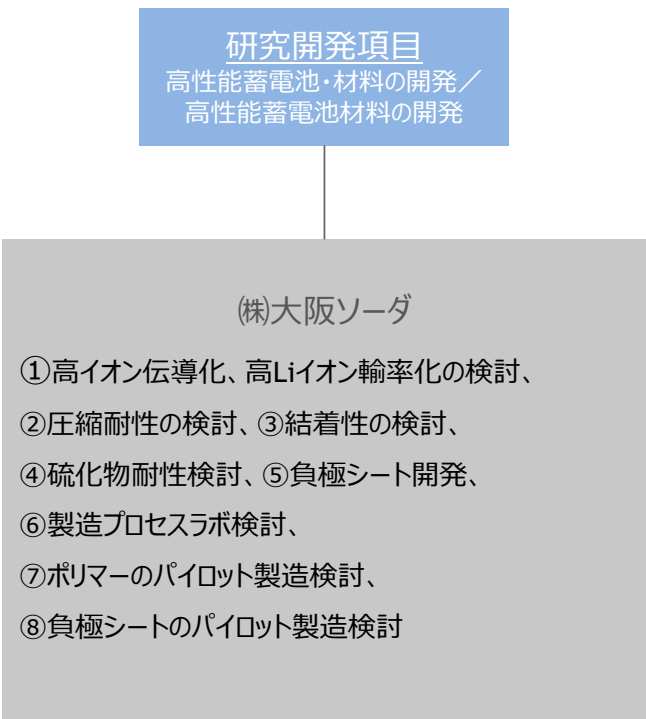 研究開発項目
高性能蓄電池・材料の開発／
高性能蓄電池材料の開発
㈱大阪ソーダ
①高イオン伝導化、高Liイオン輸率化の検討、
②圧縮耐性の検討、③結着性の検討、
④硫化物耐性検討、⑤負極シート開発、
⑥製造プロセスラボ検討、
⑦ポリマーのパイロット製造検討、
⑧負極シートのパイロット製造検討